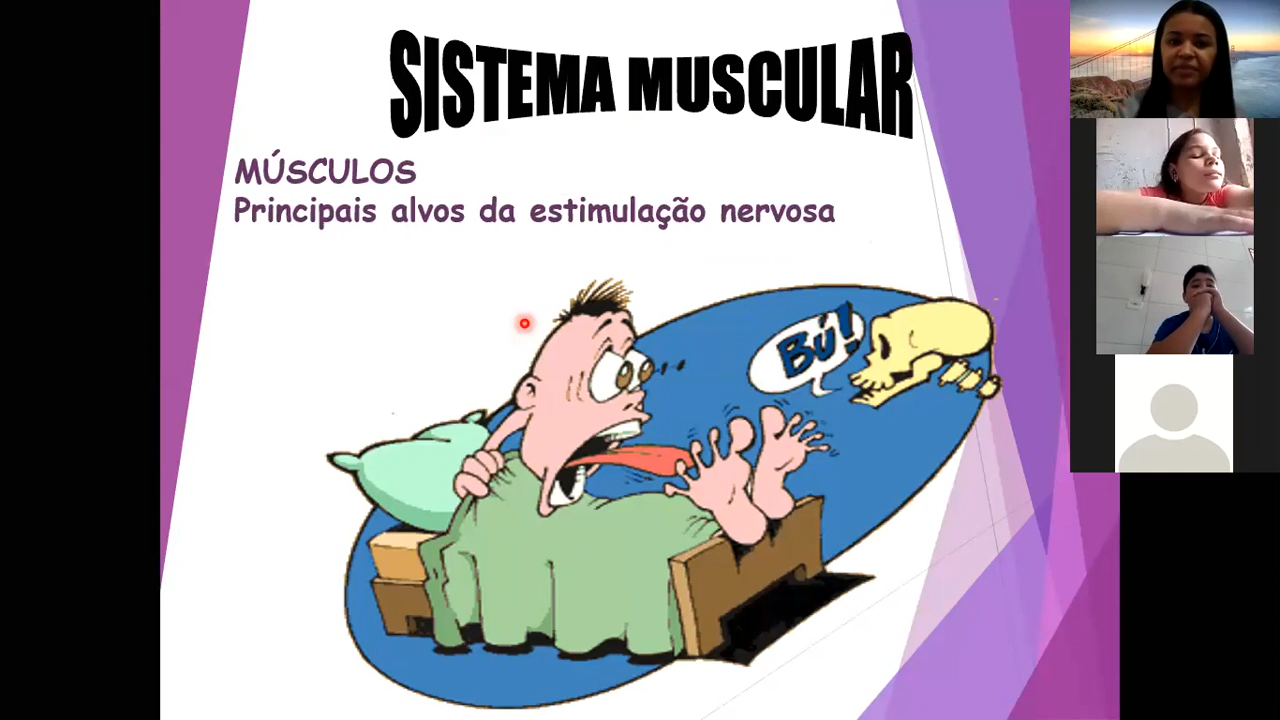 SISTEMA MUSCULAR
MÚSCULOS
Principais alvos da estimulação nervosa
BÚ!